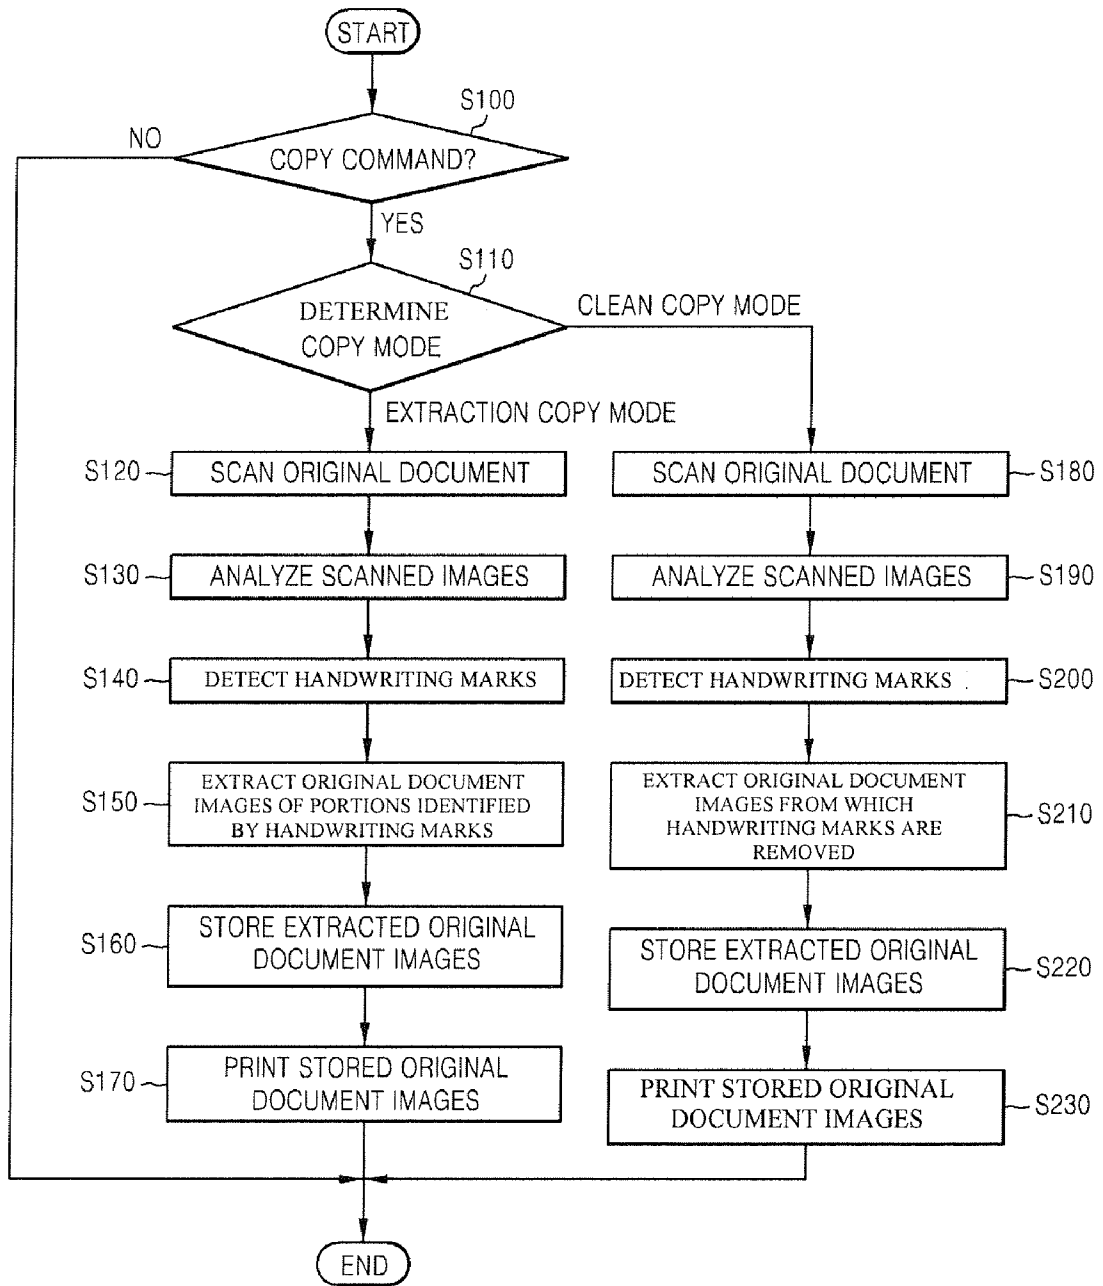 START
S100
NO
COPY COMMAND?
YES
S110
CLEAN COPY MODE
DETERMINE
COPY MODE
EXTRACTION COPY MODE
S120
SCAN ORIGINAL DOCUMENT
S130
ANALYZE SCANNED IMAGES
S140
DETECT HANDWRITING MARKS
S150
EXTRACT ORIGINAL DOCUMENT
IMAGES OF PORTIONS IDENTIFIED
BY HANDWRITING MARKS
S160
STORE EXTRACTED ORIGINAL
DOCUMENT IMAGES
S170
PRINT STORED ORIGINAL
DOCUMENT IMAGES
SCAN ORIGINAL DOCUMENT
S180
ANALYZE SCANNED IMAGES
S190
DETECT HANDWRITING MARKS
S200
EXTRACT ORIGINAL DOCUMENT
IMAGES FROM WHICH
HANDWRITING MARKS ARE
REMOVED
S210
STORE EXTRACTED ORIGINAL
DOCUMENT IMAGES
S220
PRINT STORED ORIGINAL
DOCUMENT IMAGES
S230
END